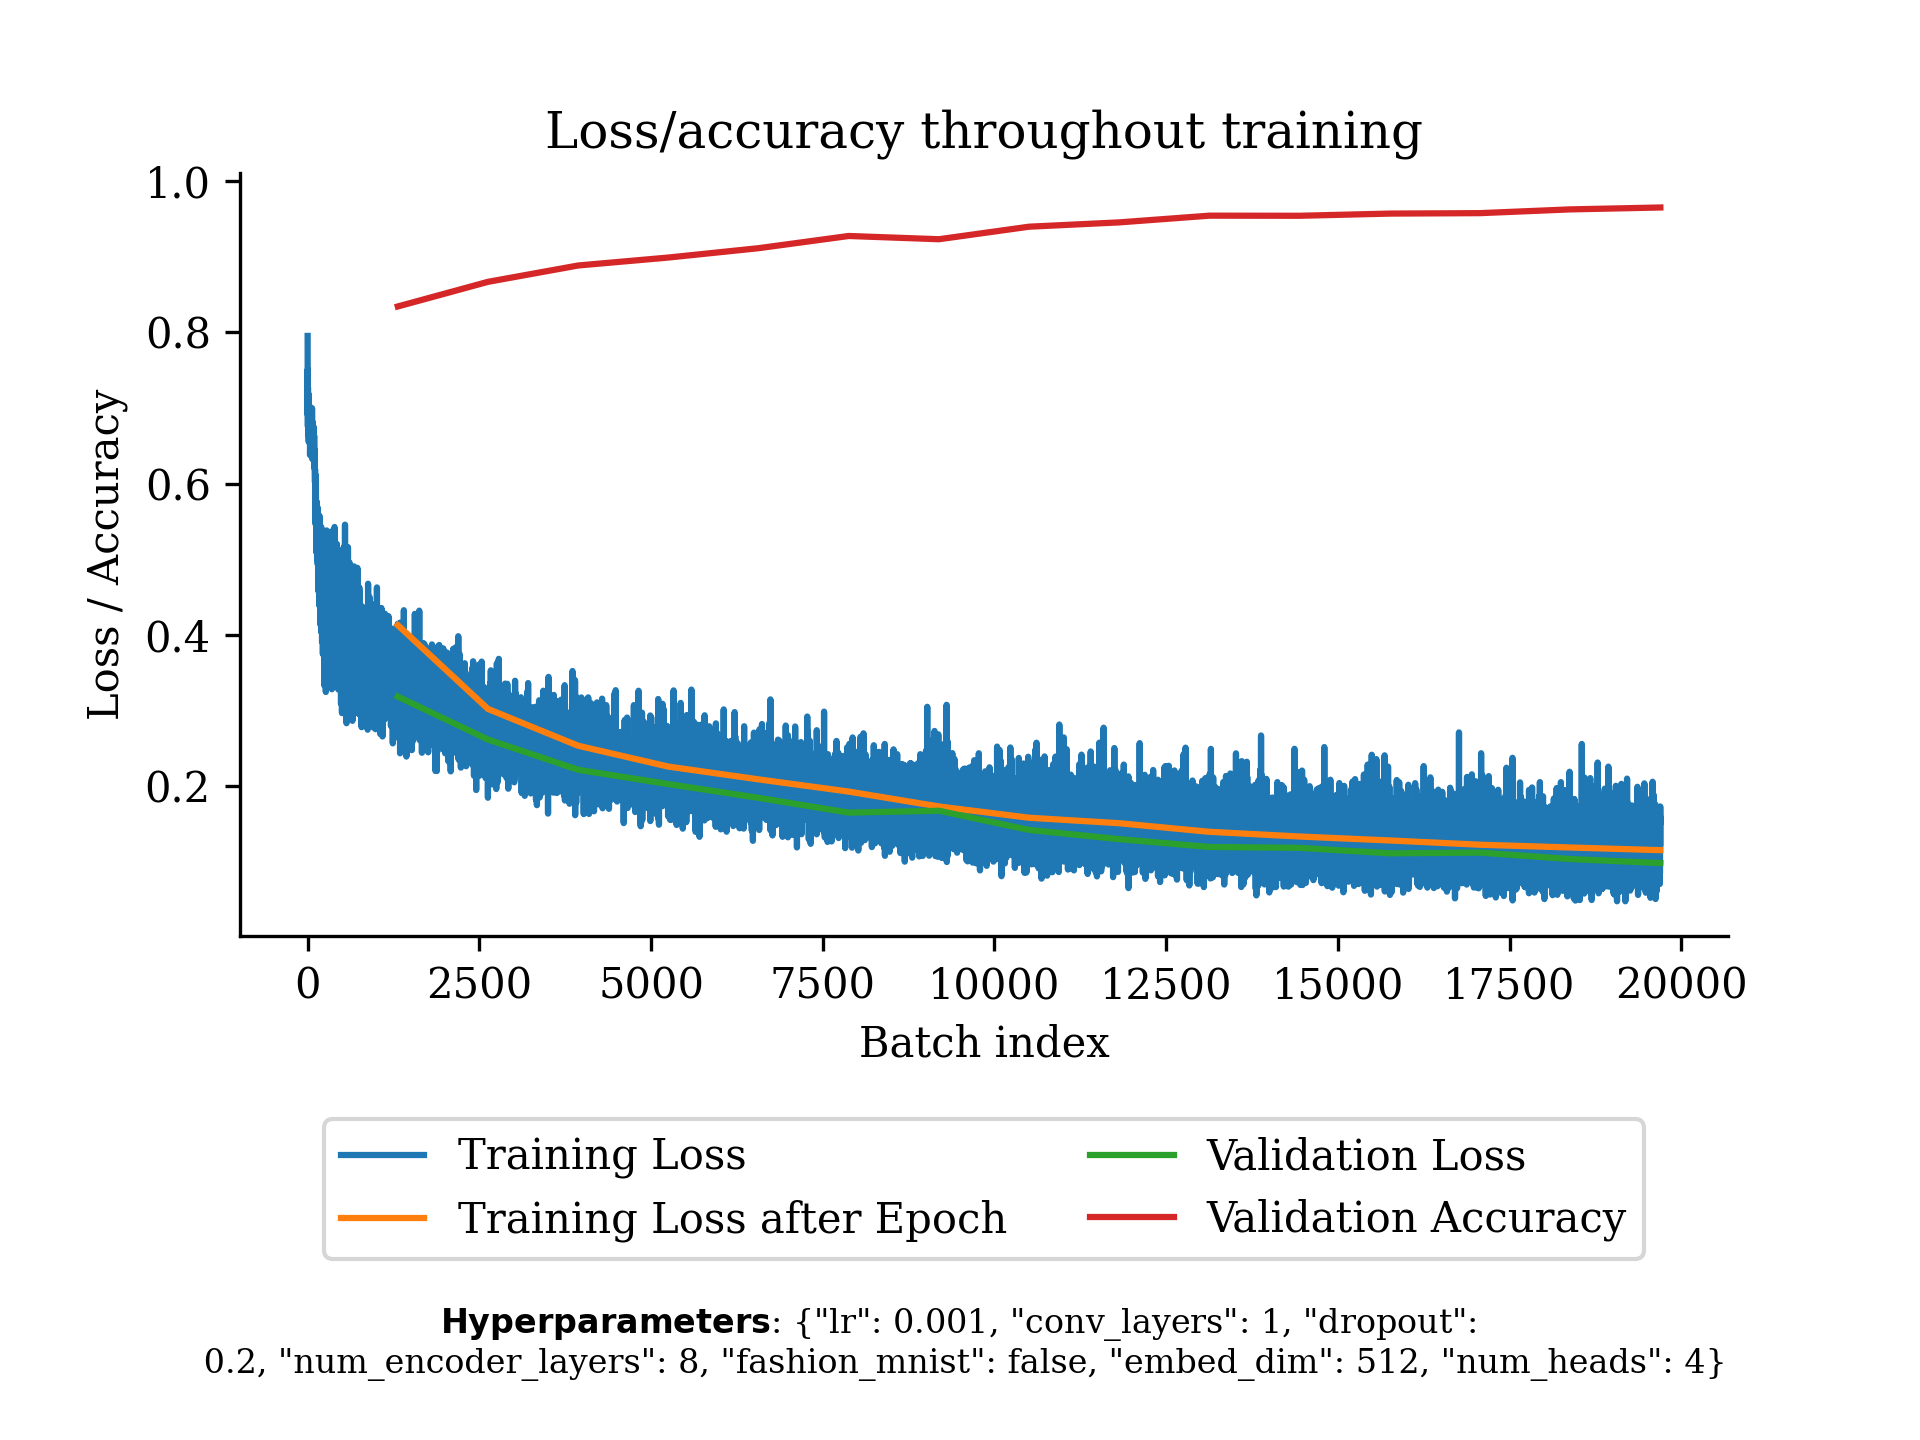 Loss/accuracy throughout training
1.0
0.8
0.6
0.4
0.2
Loss / Accuracy
0 2500 5000 7500 10000 12500 15000 17500 20000
Batch index
Training Loss
Training Loss after Epoch
Validation Loss
Validation Accuracy
Hyperparameters: {"lr": 0.001, "conv_layers": 1, "dropout":
0.2, "num_encoder_layers": 8, "fashion_mnist": false, "embed_dim": 512, "num_heads": 4}